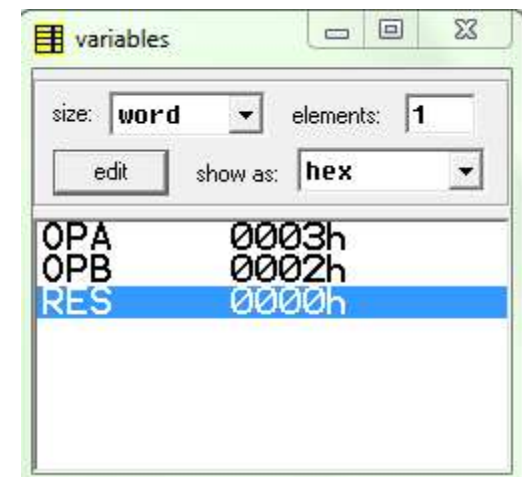 variables
size: word elements: 1
edit show as: hex
OPA 0003h
OPB 0002h
RES 0000h